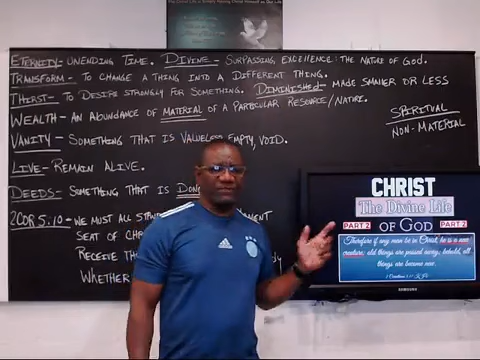 Eternity- Unending Time. Divine- Surpassing Excellence: The Nature of God.
Transform- To change a thing into a different thing.
Thirst- To desire strongly for something. Diminished- made smaller or less
Wealth- An abundance of material of a particular resource/nature.
Spiritual
Non-Material
Vanity- Something that is valueless, empty, void.
Live- Remain alive.
Deeds- Something that is
2 Cor 5:10- We must all
Seat of
Receive
Whether
CHRIST
The Divine Life
PART 2 OF GOD PART 2
Therefore if any man be in Christ, he is a new
creature: old things are passed away; behold, all
things are become new.
SAMSUNG
adidas